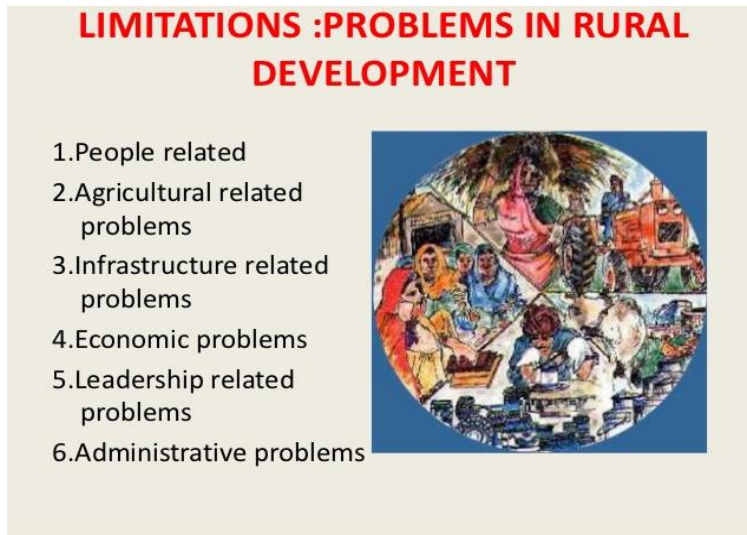 LIMITATIONS :PROBLEMS IN RURAL
DEVELOPMENT
1.People related
2.Agricultural related
problems
3.Infrastructure related
problems
4.Economic problems
5.Leadership related
problems
6.Administrative problems